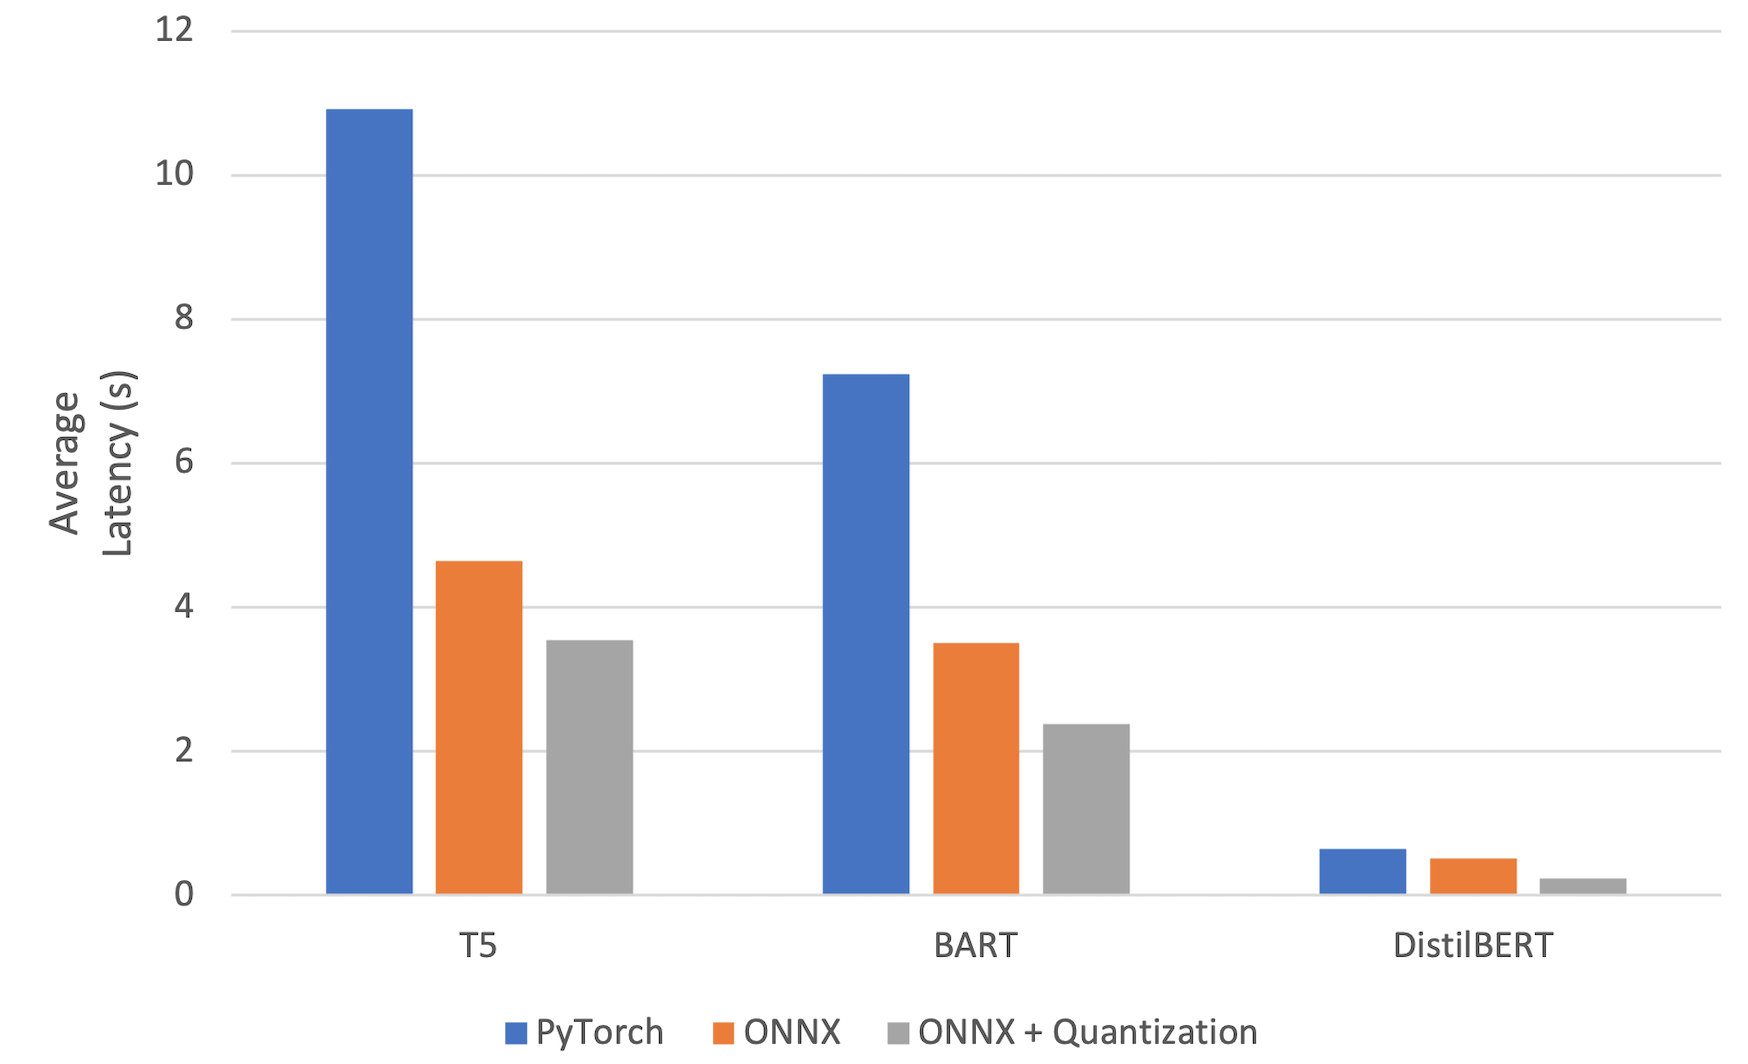 12
10
8
6
4
2
0
Average
Latency (s)
T5
BART
DistilBERT
PyTorch
ONNX
ONNX + Quantization